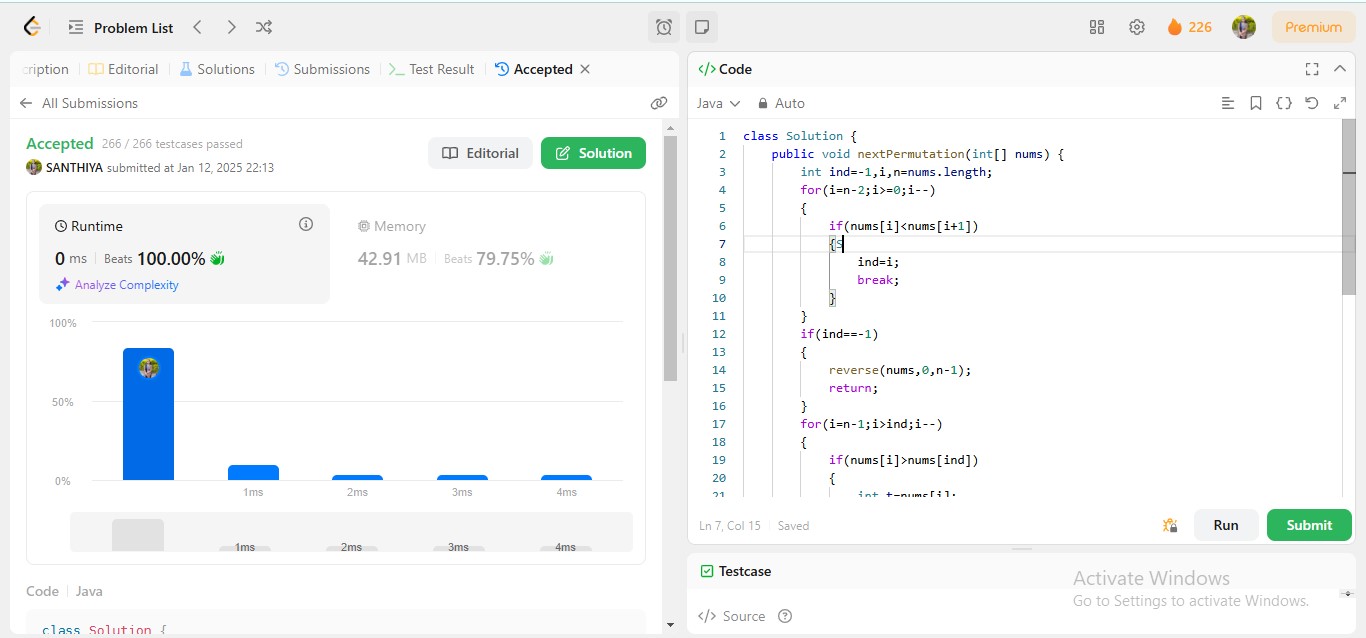 Problem List
226
Premium
cription Editorial Solutions Submissions Test Result Accepted
All Submissions
Accepted 266 / 266 testcases passed
SANTHIYA submitted at Jan 12, 2025 22:13
Editorial
Solution
Runtime
0 ms Beats 100.00%
Analyze Complexity
Memory
42.91 MB Beats 79.75%
100%
50%
0%
1ms 2ms 3ms 4ms
1ms 2ms 3ms 4ms
Code Java
class Solution {
</> Code
Java Auto
1 class Solution {
2 public void nextPermutation(int[] nums) {
3 int ind=-1,i,n=nums.length;
4 for(i=n-2;i>=0;i--)
5 {
6 if(nums[i]<nums[i+1])
7 {S
8 ind=i;
9 break;
10 }
11 }
12 if(ind==-1)
13 {
14 reverse(nums,0,n-1);
15 return;
16 }
17 for(i=n-1;i>ind;i--)
18 {
19 if(nums[i]>nums[ind])
20 {
21 int t=nums[i];
Ln 7, Col 15 Saved
Run
Submit
Testcase
</> Source
Activate Windows
Go to Settings to activate Windows.